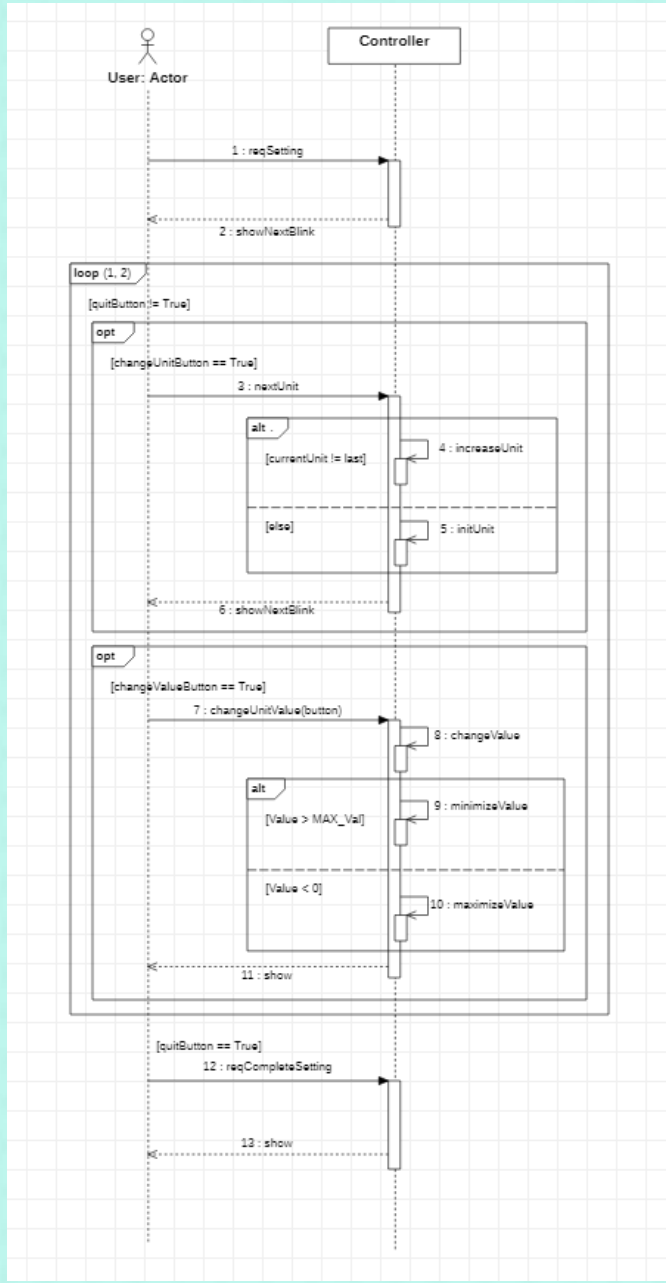 User: Actor
Controller
1 : reqSetting
2 : showNextBlink
loop (1, 2)
[quitButton != True]
opt
[changeUnitButton == True]
3 : nextUnit
alt .
[currentUnit != last]
4 : increaseUnit
[else]
5 : initUnit
6 : showNextBlink
opt
[changeValueButton == True]
7 : changeUnitValue(button)
8 : changeValue
alt
[Value > MAX_Val]
9 : minimizeValue
[Value < 0]
10 : maximizeValue
11 : show
[quitButton == True]
12 : reqCompleteSetting
13 : show